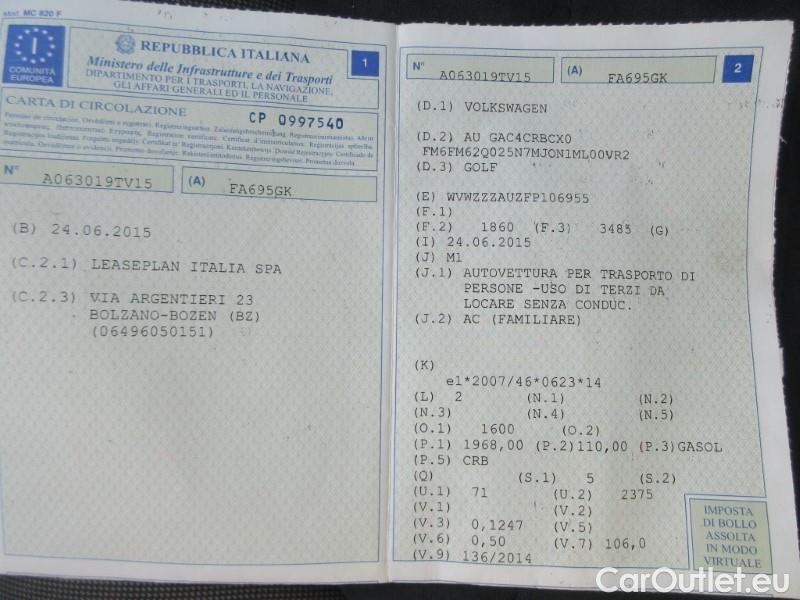 Mod. MC 820 F
I
COMUNITÀ
EUROPEA
REPUBBLICA ITALIANA
1
Ministero delle Infrastrutture e dei Trasporti
DIPARTIMENTO PER I TRASPORTI, LA NAVIGAZIONE,
GLI AFFARI GENERALI ED IL PERSONALE
CARTA DI CIRCOLAZIONE
CP 0997540
N° A063019TV15 (A) FA695GK
(B) 24.06.2015
(C.2.1) LEASEPLAN ITALIA SPA
(C.2.3) VIA ARGENTIERI 23
BOLZANO-BOZEN (BZ)
(06496050151)
N° A063019TV15 (A) FA695GK 2
(D.1) VOLKSWAGEN
(D.2) AU GAC4CRBCX0
FM6FM62Q025N7MJON1ML00VR2
(D.3) GOLF
(E) WVWZZZAUZFP106955
(F.1)
(F.2) 1860 (F.3) 3485 (G)
(I) 24.06.2015
(J) M1
(J.1) AUTOVETTURA PER TRASPORTO DI
PERSONE -USO DI TERZI DA
LOCARE SENZA CONDUC.
(J.2) AC (FAMILIARE)
(K)
e1*2007/46*0623*14
(L) 2 (N.1) (N.2)
(N.3) (N.4) (N.5)
(O.1) 1600 (O.2)
(P.1) 1968,00 (P.2)110,00 (P.3)GASOL
(P.5) CRB
(Q) (S.1) 5 (S.2)
(U.1) 71 (U.2) 2375
(V.1) (V.2)
(V.3) 0,1247 (V.5)
(V.6) 0,50 (V.7) 106,0
(V.9) 136/2014
IMPOSTA
DI BOLLO
ASSOLTA
IN MODO
VIRTUALE
CarOutlet.eu